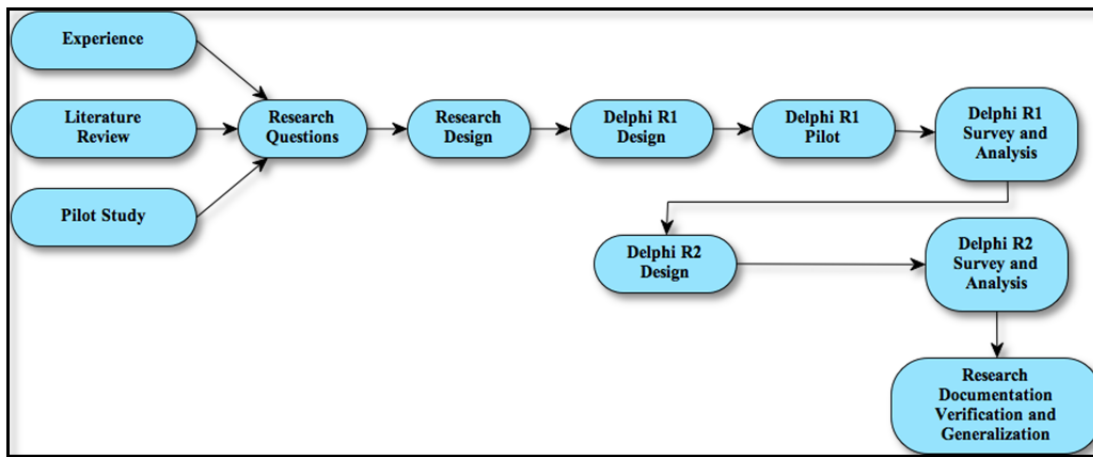 Experience
Literature
Review
Pilot Study
Research
Questions
Research
Design
Delphi R1
Design
Delphi R1
Pilot
Delphi R1
Survey and
Analysis
Delphi R2
Design
Delphi R2
Survey and
Analysis
Research
Documentation
Verification and
Generalization